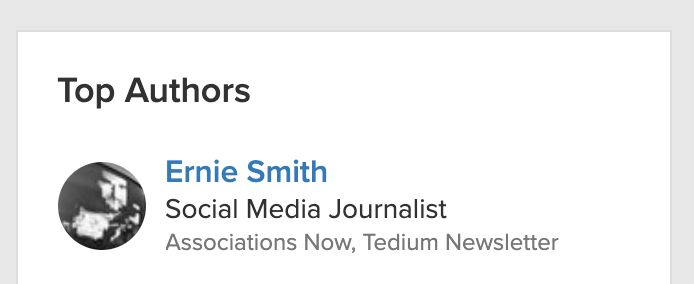 Top Authors
Ernie Smith
Social Media Journalist
Associations Now, Tedium Newsletter